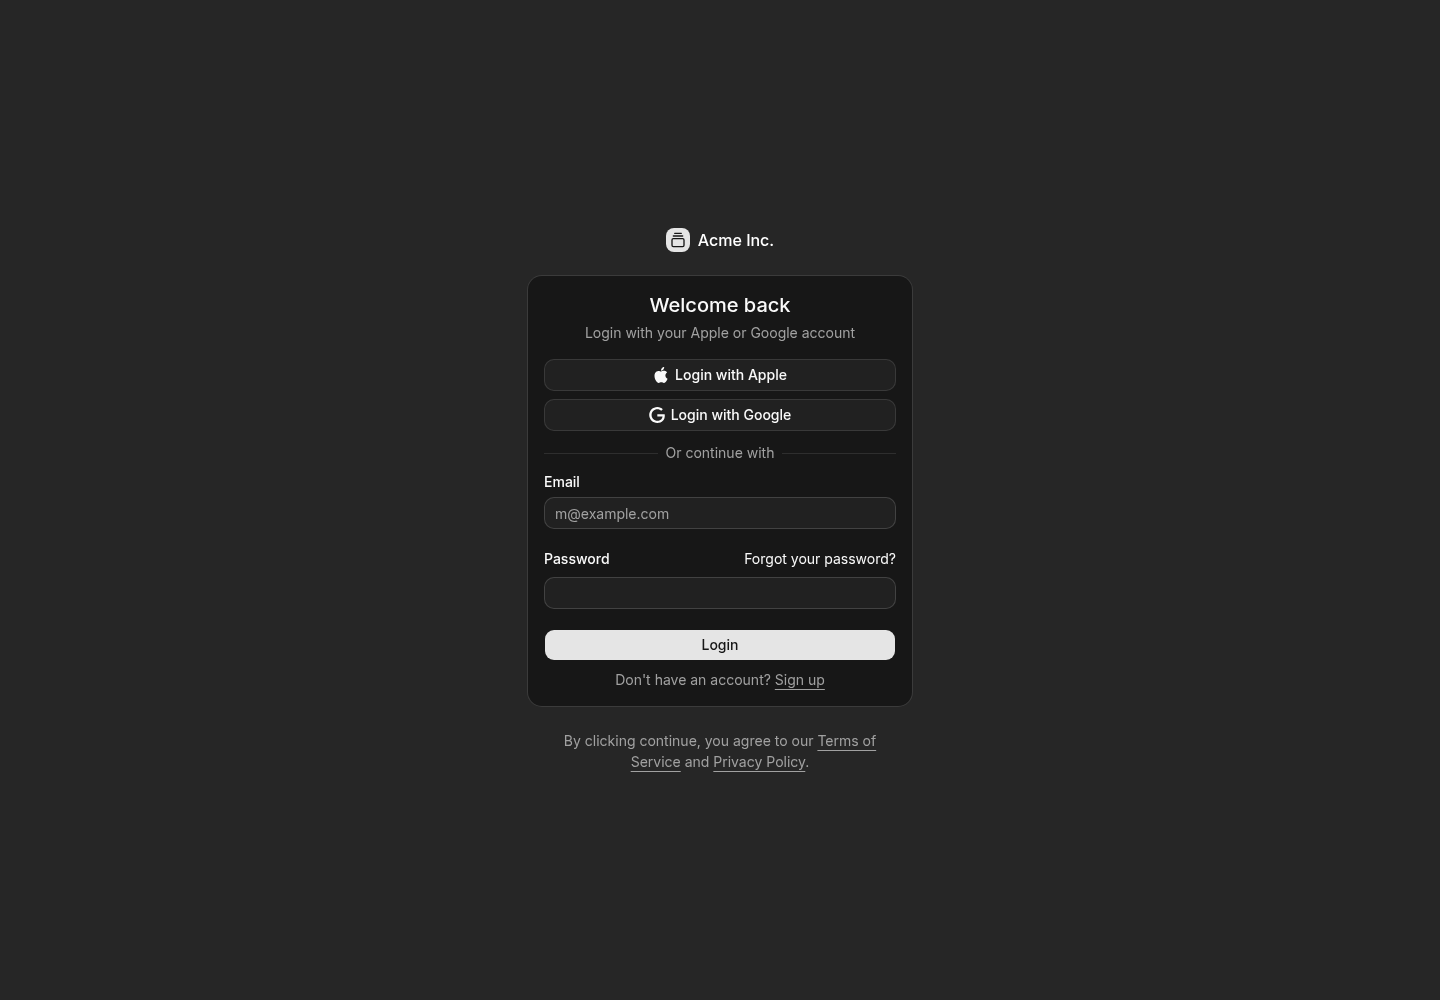 Acme Inc.
Welcome back
Login with your Apple or Google account
Login with Apple
Login with Google
Or continue with
Email
m@example.com
Password
Forgot your password?
Login
Don't have an account? Sign up
By clicking continue, you agree to our Terms of
Service and Privacy Policy.